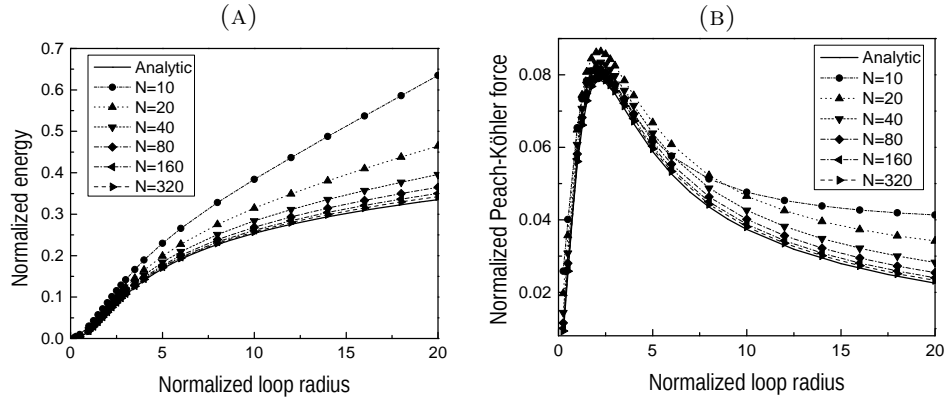 (A)
Normalized energy
0.7
0.6
0.5
0.4
0.3
0.2
0.1
0.0
0
5
10
15
20
Normalized loop radius
Analytic
N=10
N=20
N=40
N=80
N=160
N=320
(B)
Normalized Peach-Köhler force
0.08
0.06
0.04
0.02
0
5
10
15
20
Normalized loop radius
Analytic
N=10
N=20
N=40
N=80
N=160
N=320